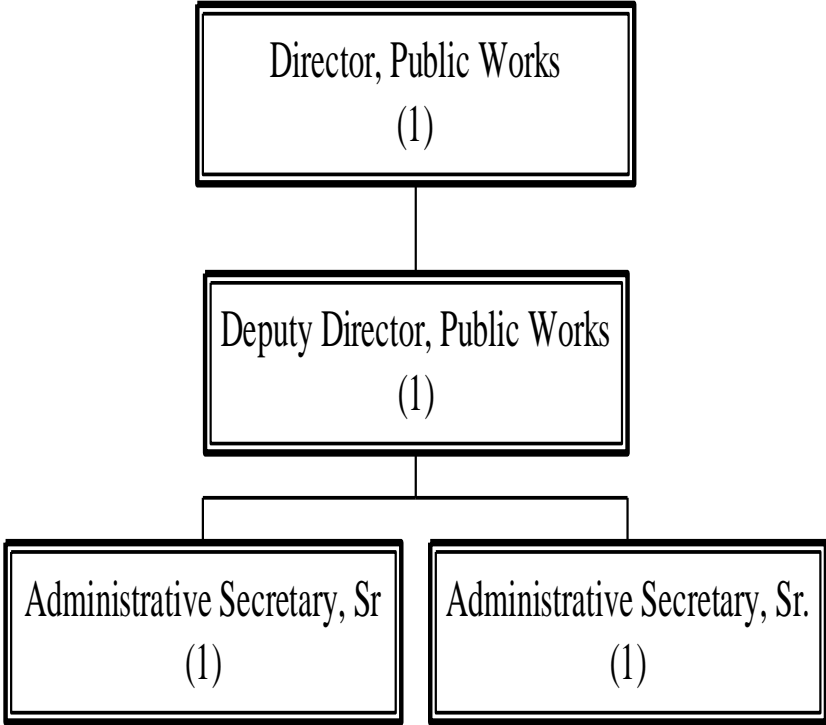 Director, Public Works
(1)
Deputy Director, Public Works
(1)
Administrative Secretary, Sr
(1)
Administrative Secretary, Sr.
(1)